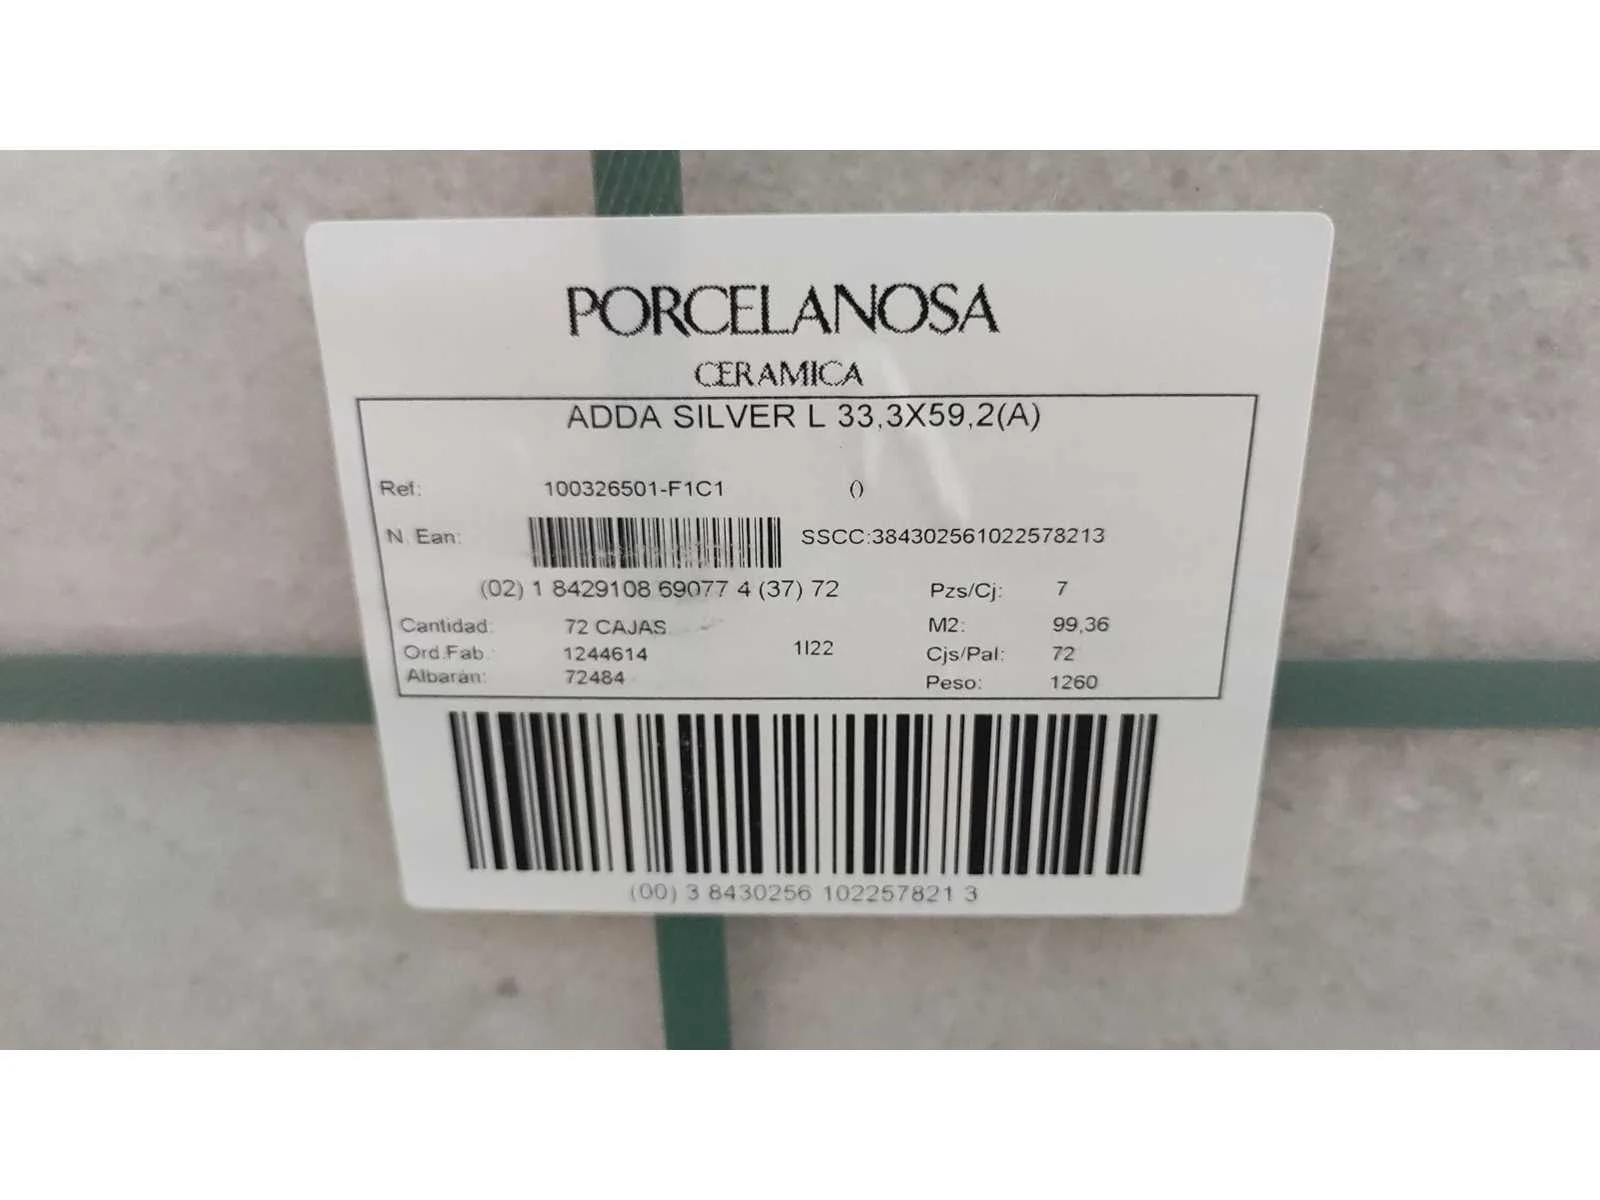 PORCELANOSA
CERAMICA
ADDA SILVER L 33,3X59,2(A)
Ref: 100326501-F1C1 ()
N. Ean: SSCC:384302561022578213
(02) 1 8429108 69077 4 (37) 72 Pzs/Cj: 7
Cantidad: 72 CAJAS M2: 99,36
Ord.Fab.: 1244614 1I22 Cjs/Pal: 72
Albarán: 72484 Peso: 1260
(00) 3 8430256 102257821 3